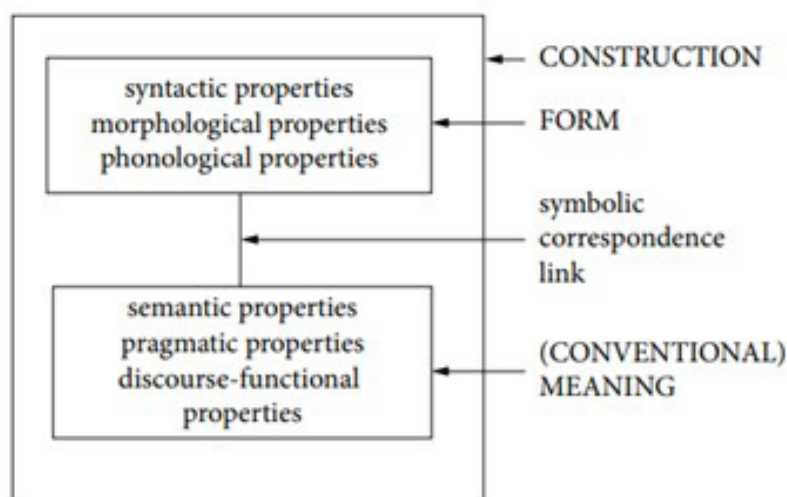 syntactic properties
morphological properties
phonological properties
semantic properties
pragmatic properties
discourse-functional
properties
CONSTRUCTION
FORM
symbolic
correspondence
link
(CONVENTIONAL)
MEANING